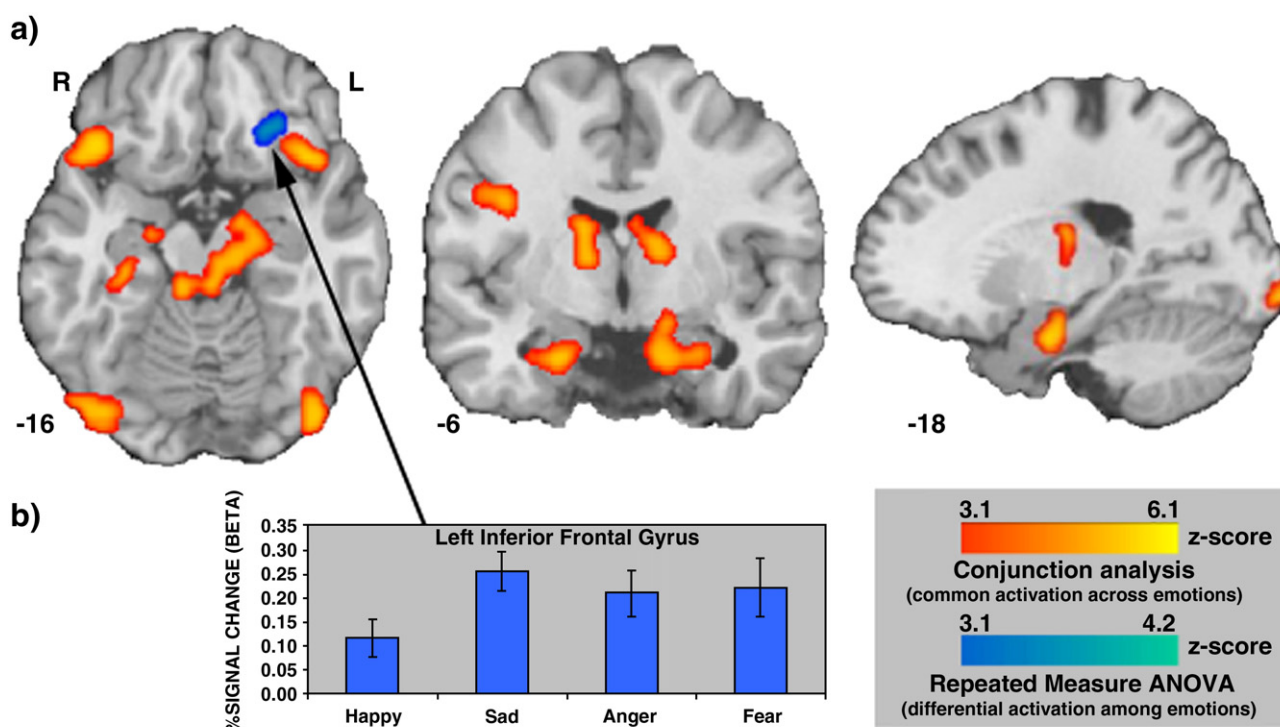 a)
R
L
-16
-6
-18
b)
%SIGNAL CHANGE (BETA)
Left Inferior Frontal Gyrus
0.35
0.30
0.25
0.20
0.15
0.10
0.05
0.00
Happy Sad Anger Fear
3.1 6.1
z-score
Conjunction analysis
(common activation across emotions)
3.1 4.2
z-score
Repeated Measure ANOVA
(differential activation among emotions)